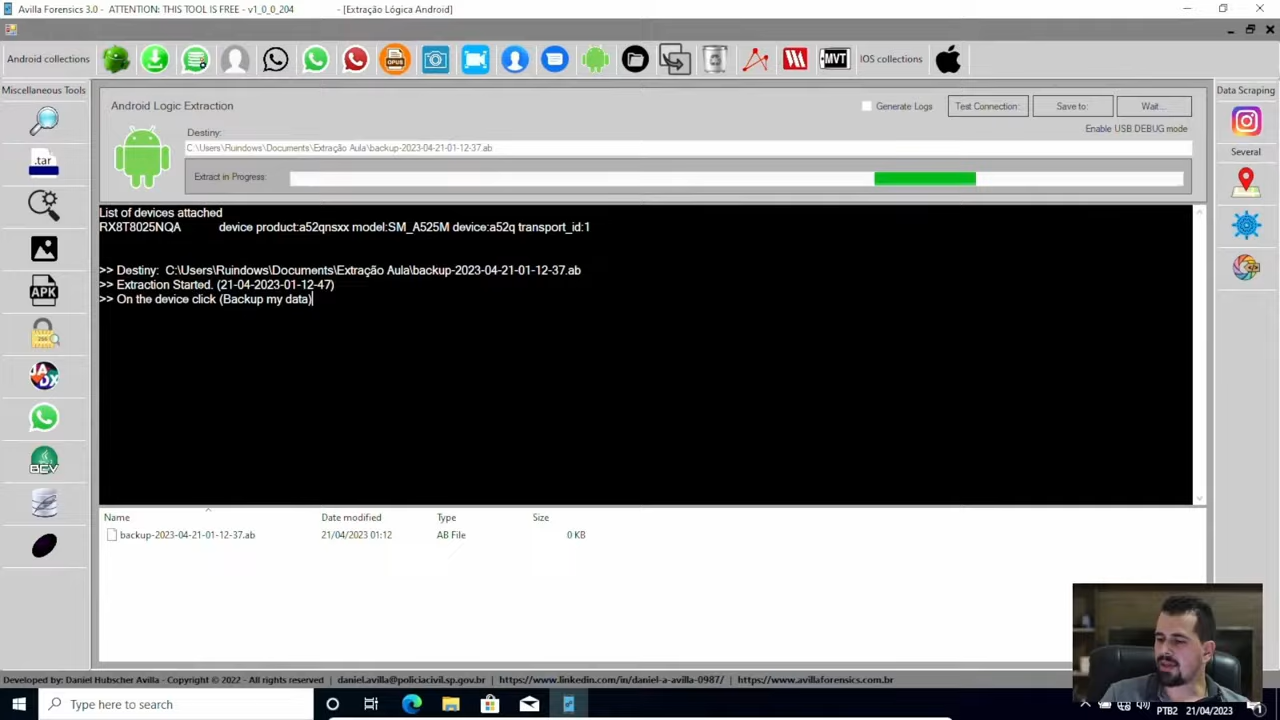 Avilla Forensics 3.0 - ATTENTION: THIS TOOL IS FREE - v1_0_0_204 - [Extração Lógica Android]
Android collections
OPUS
MVT
IOS collections
Miscellaneous Tools
Data Scraping
Android Logic Extraction
Generate Logs
Test Connection:
Save to:
Wait...
Enable USB DEBUG mode
Destiny:
C:\Users\Ruindows\Documents\Extração Aula\backup-2023-04-21-01-12-37.ab
Extract in Progress:
Several
.tar
APK
JADX
BCV
List of devices attached
RX8T8025NQA device product:a52qnsxx model:SM_A525M device:a52q transport_id:1
>> Destiny: C:\Users\Ruindows\Documents\Extração Aula\backup-2023-04-21-01-12-37.ab
>> Extraction Started. (21-04-2023-01-12-47)
>> On the device click (Backup my data)
Name Date modified Type Size
backup-2023-04-21-01-12-37.ab 21/04/2023 01:12 AB File 0 KB
Developed by: Daniel Hubscher Avilla - Copyright © 2022 - All rights reserved | daniel.avilla@policiacivil.sp.gov.br | https://www.linkedin.com/in/daniel-a-avilla-0987/ | https://www.avillaforensics.com.br
Type here to search
PTB2 21/04/2023
1